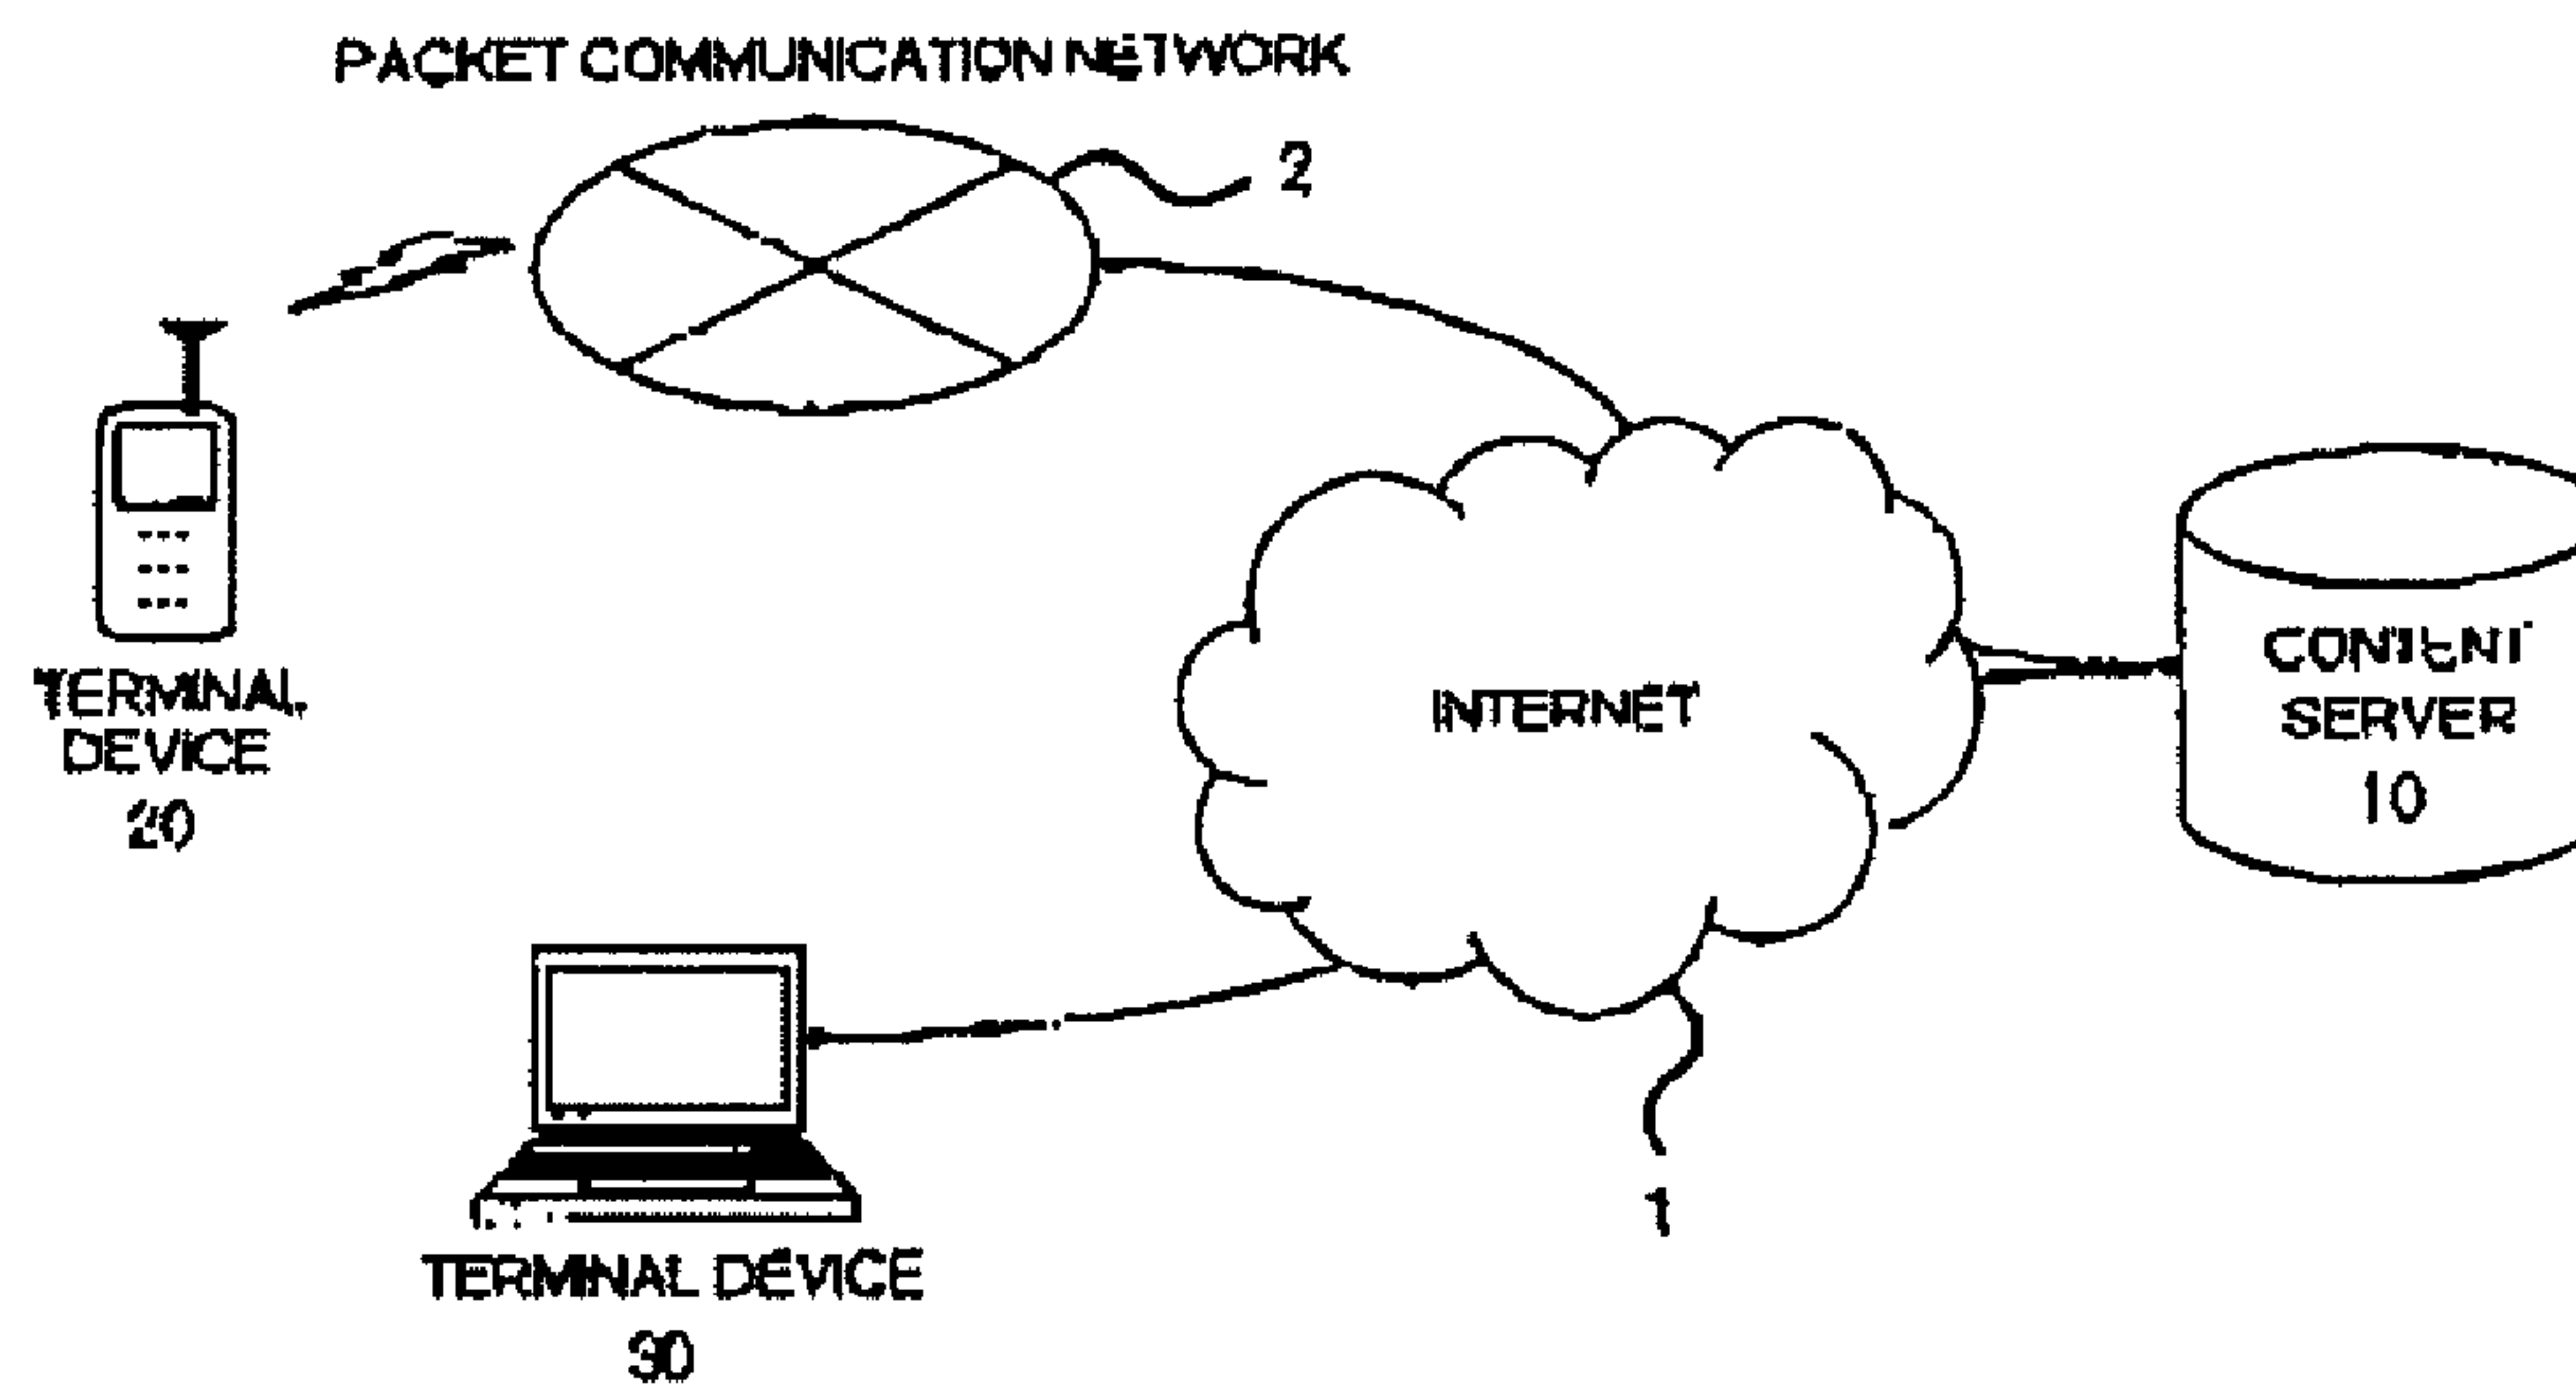 PACKET COMMUNICATION NETWORK
2
TERMINAL
DEVICE
20
INTERNET
CONTENT
SERVER
10
1
TERMINAL DEVICE
30